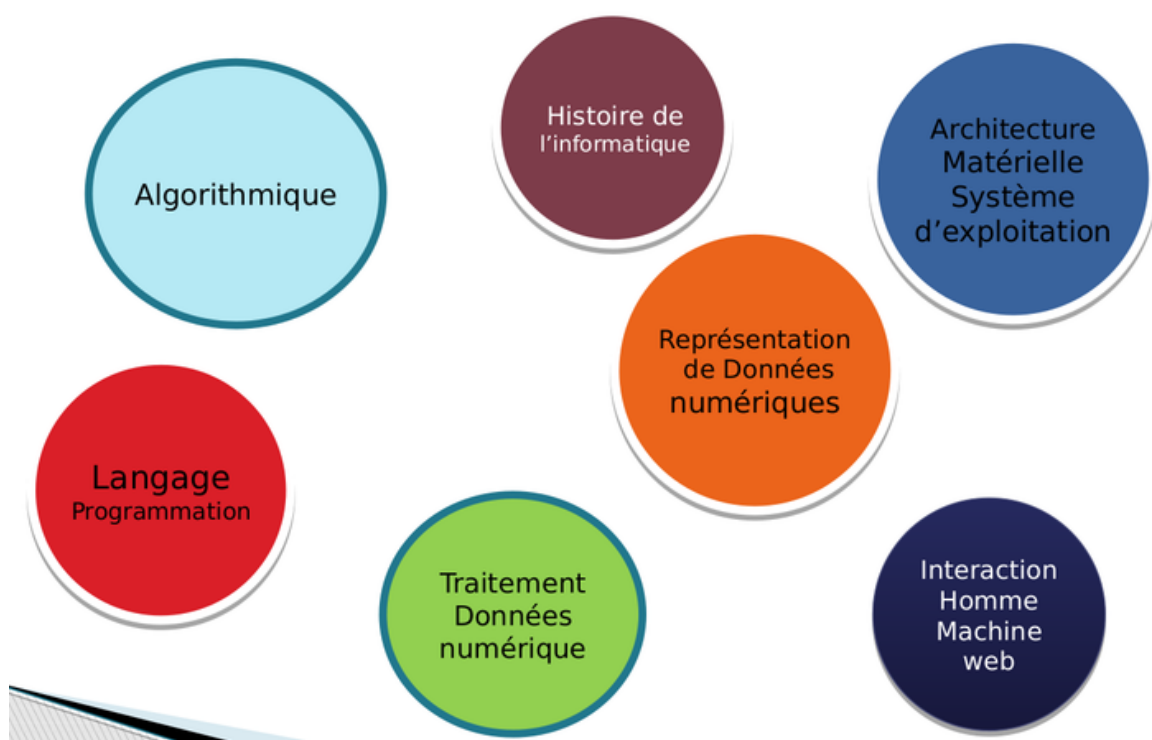 Algorithmique
Histoire de
l’informatique
Architecture
Matérielle
Système
d’exploitation
Représentation
de Données
numériques
Langage
Programmation
Traitement
Données
numérique
Interaction
Homme
Machine
web